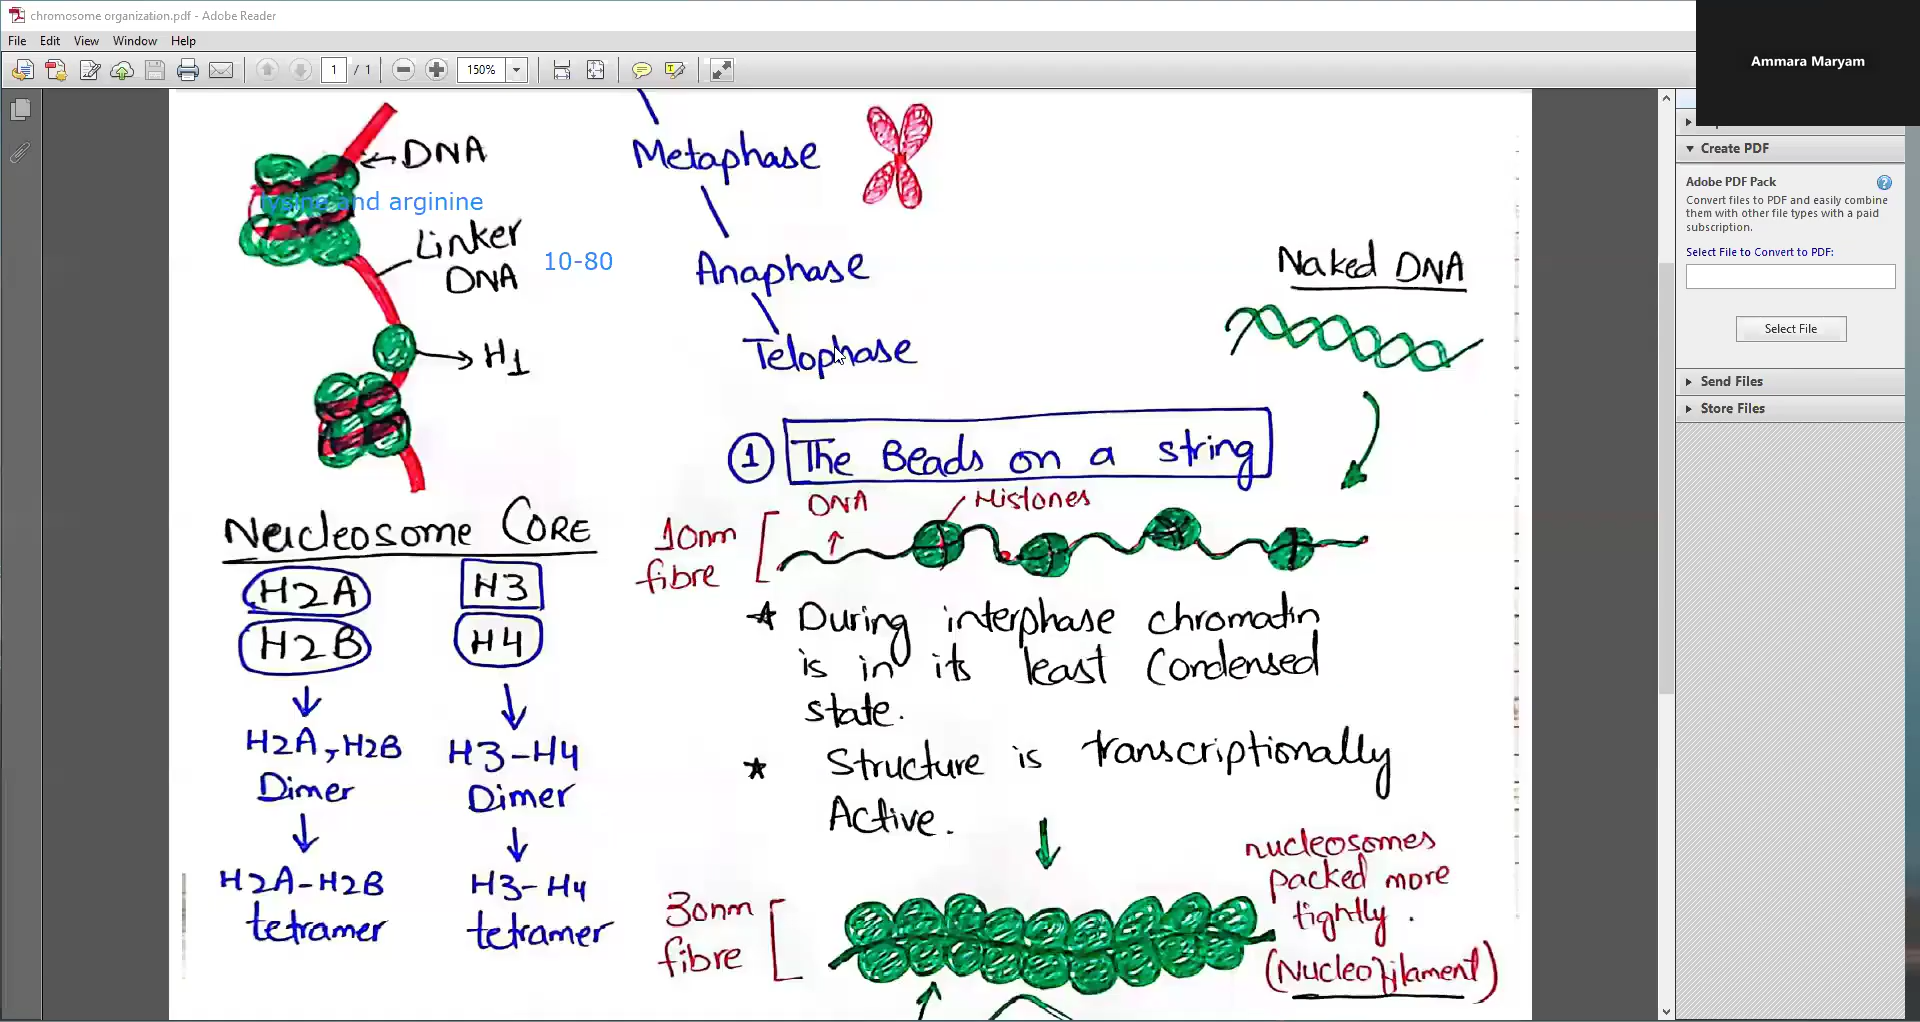 chromosome organization.pdf - Adobe Reader
File Edit View Window Help
1 / 1 150%
Ammara Maryam
DNA
lysine and arginine
Linker
DNA
10-80
H1
Metaphase
Anaphase
Telophase
Naked DNA
1 The Beads on a string
DNA Histones
10nm
fibre
Neucleosome CORE
H2A H3
H2B H4
H2A, H2B
Dimer
H3-H4
Dimer
H2A-H2B
tetramer
H3-H4
tetramer
* During interphase chromatin
is in its least condensed
state.
* Structure is transcriptionally
Active.
30nm
fibre
nucleosomes
packed more
tightly.
(Nucleofilament)
Create PDF
Adobe PDF Pack
Convert files to PDF and easily combine
them with other file types with a paid
subscription.
Select File to Convert to PDF:
Select File
Send Files
Store Files